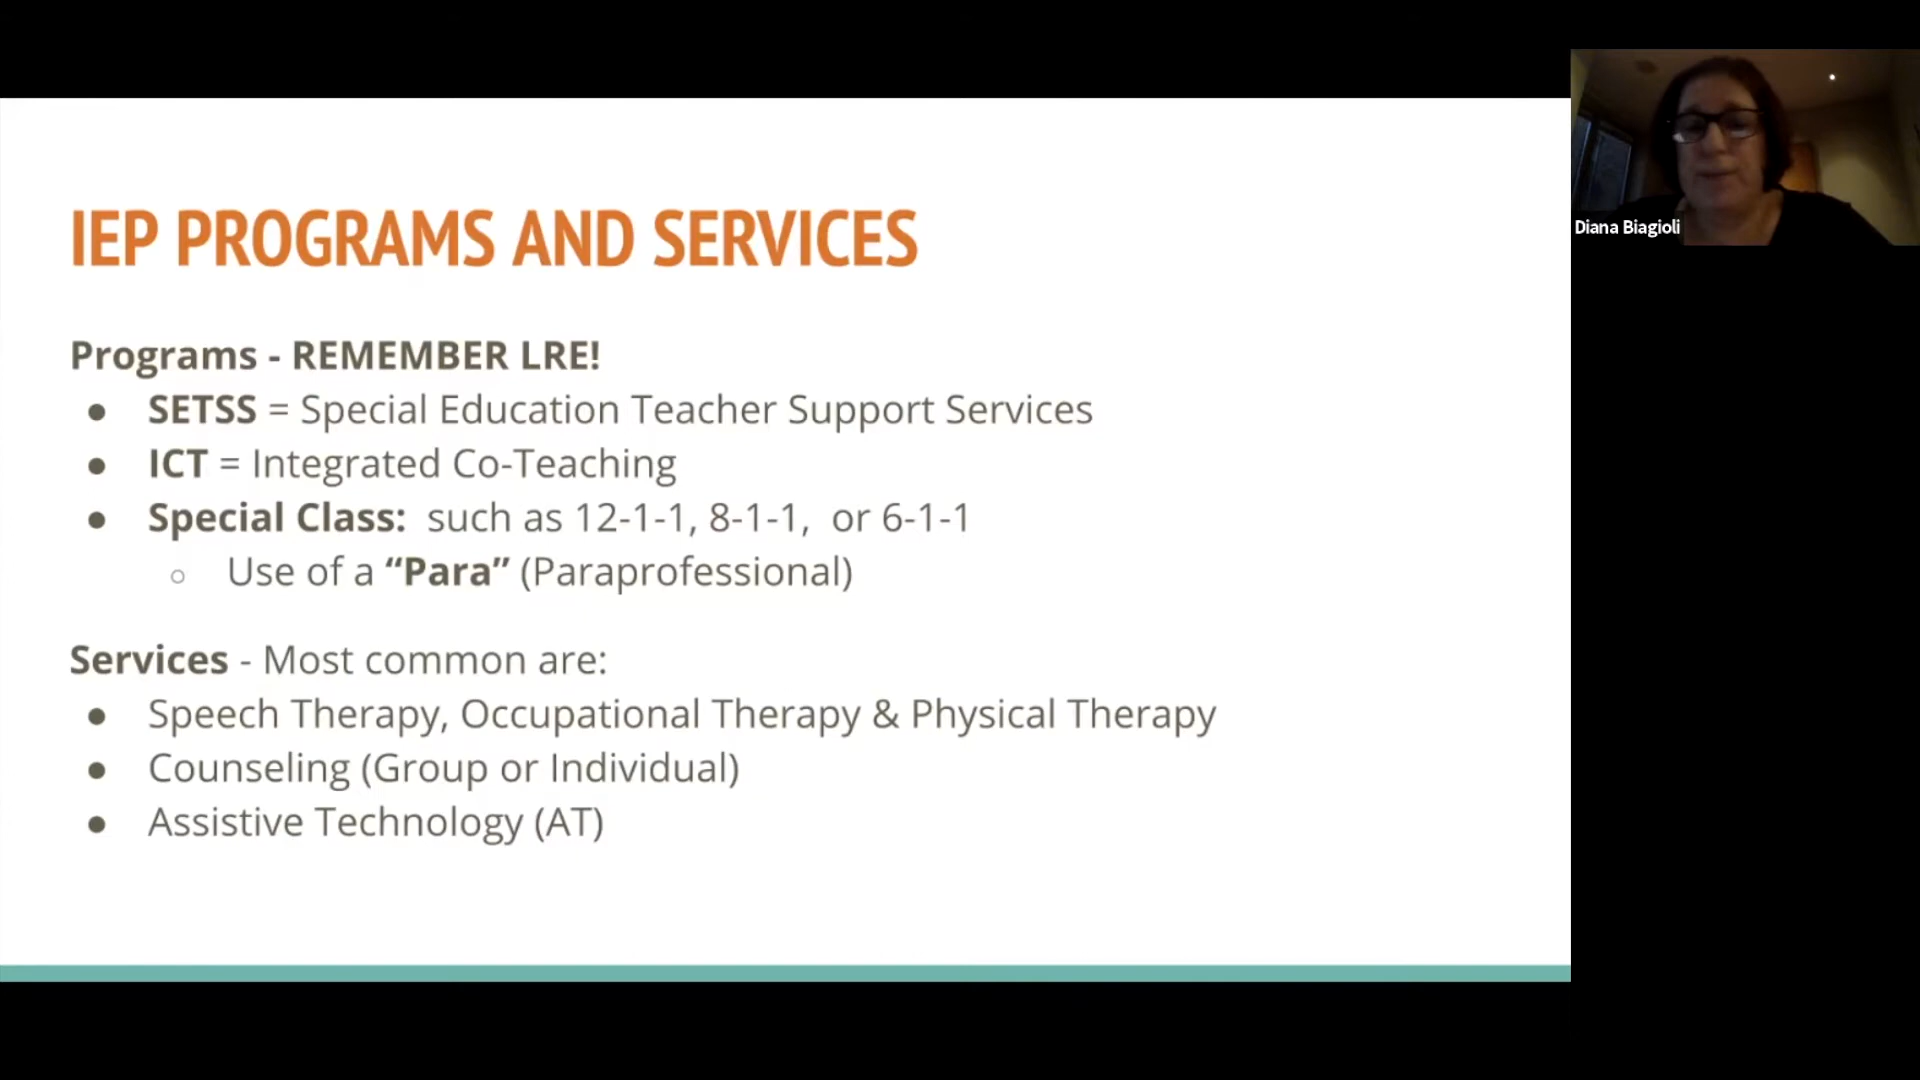 IEP PROGRAMS AND SERVICES
Programs - REMEMBER LRE!
● SETSS = Special Education Teacher Support Services
● ICT = Integrated Co-Teaching
● Special Class: such as 12-1-1, 8-1-1, or 6-1-1
○ Use of a “Para” (Paraprofessional)
Services - Most common are:
● Speech Therapy, Occupational Therapy & Physical Therapy
● Counseling (Group or Individual)
● Assistive Technology (AT)
Diana Biagioli